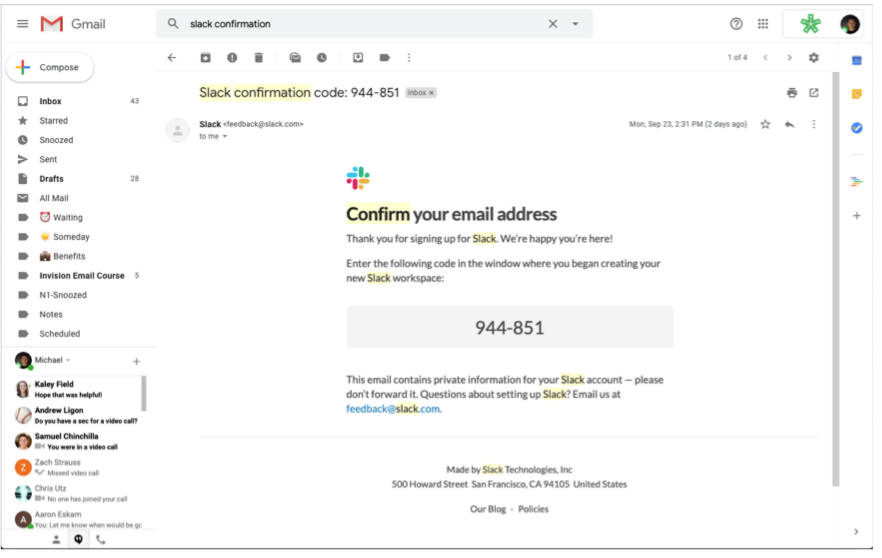 Gmail
slack confirmation
Compose
1 of 4
Inbox 43
Starred
Snoozed
Sent
Drafts 28
All Mail
Waiting
Someday
Benefits
Invision Email Course 5
N1-Snoozed
Notes
Scheduled
Michael
Kaley Field
Hope that was helpful!
Andrew Ligon
Do you have a sec for a video call?
Samuel Chinchilla
You were in a video call
Z
Zach Strauss
Missed video call
Chris Utz
No one has joined your call
A
Aaron Eskam
You: Let me know when would be gc
Slack confirmation code: 944-851 Inbox x
Slack <feedback@slack.com> Mon, Sep 23, 2:31 PM (2 days ago)
to me
Confirm your email address
Thank you for signing up for Slack. We're happy you're here!
Enter the following code in the window where you began creating your
new Slack workspace:
944-851
This email contains private information for your Slack account — please
don't forward it. Questions about setting up Slack? Email us at
feedback@slack.com.
Made by Slack Technologies, Inc
500 Howard Street San Francisco, CA 94105 United States
Our Blog Policies